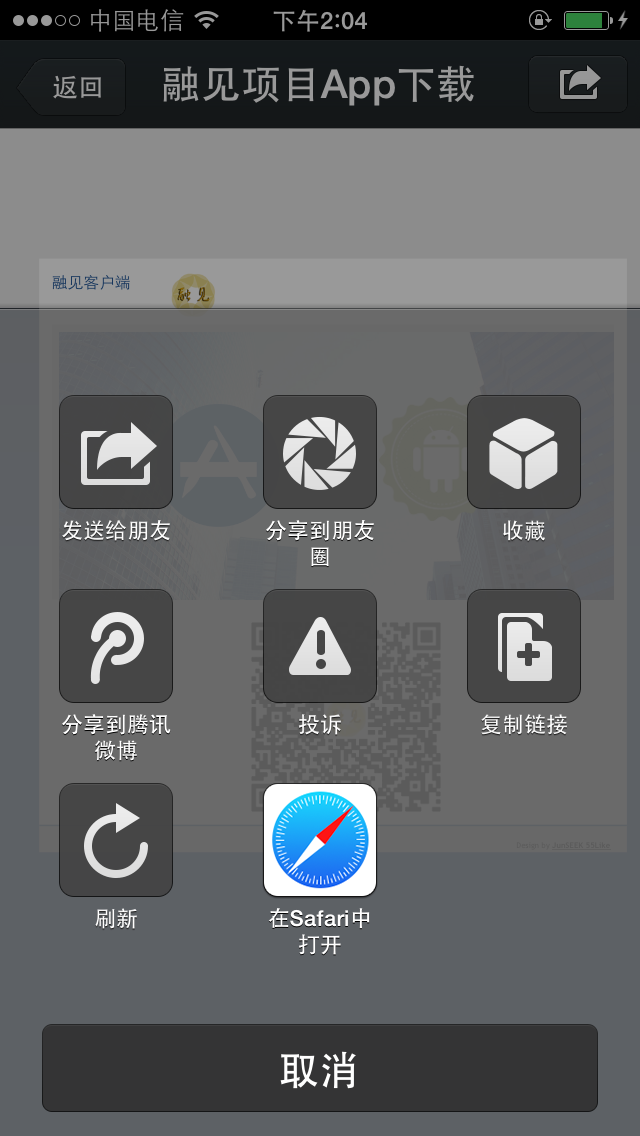 中国电信 下午2:04
返回 融见项目App下载
融见客户端 融见
发送给朋友 分享到朋友 收藏
圈
分享到腾讯 投诉 复制链接
微博
刷新 在Safari中
打开
取消